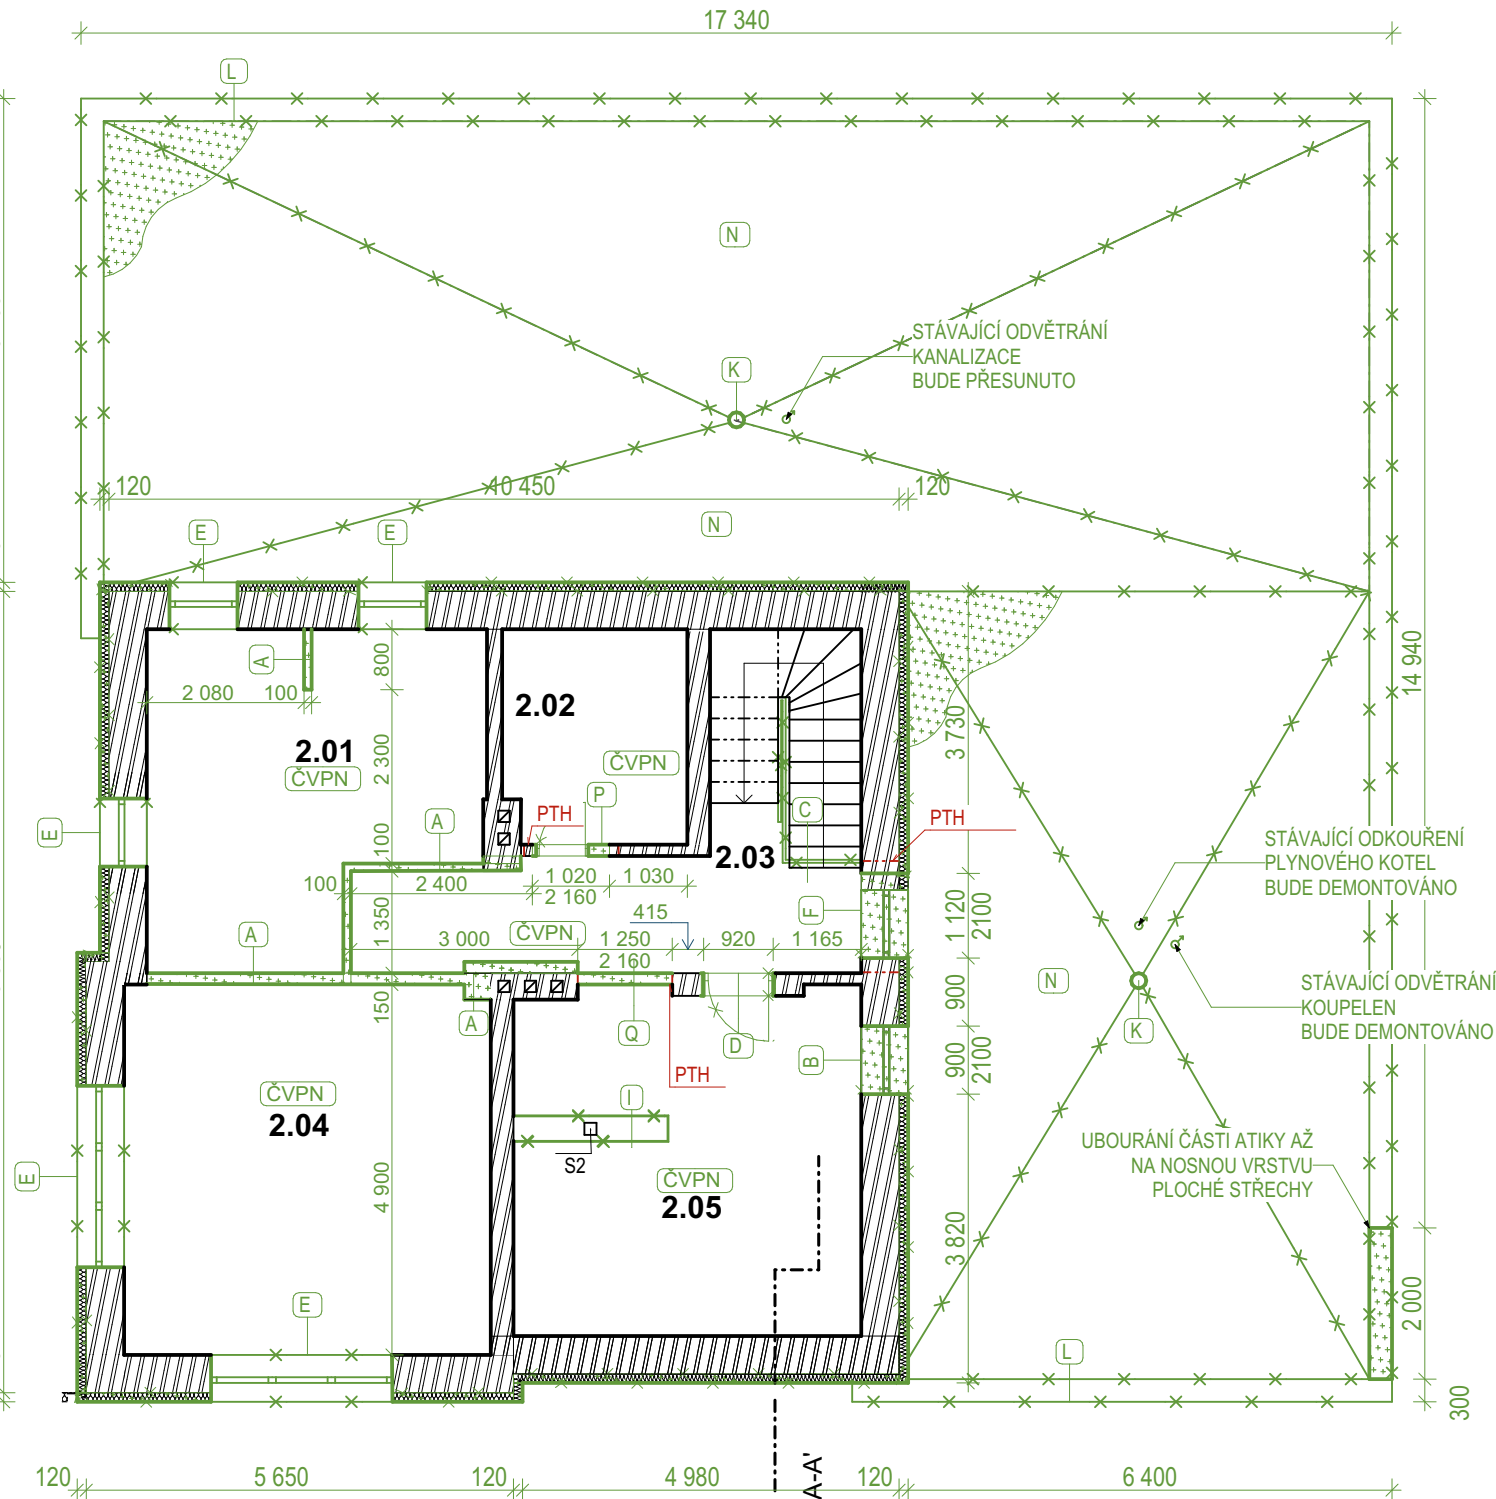 17 340
L
N
STÁVAJÍCÍ ODVĚTRÁNÍ
KANALIZACE
BUDE PŘESUNUTO
K
120
10 450
120
N
E
E
A
800
2 080
100
2.02
14 940
3 730
2.01
ČVPN
2 300
ČVPN
P
C
A
PTH
PTH
STÁVAJÍCÍ ODKOUŘENÍ
PLYNOVÉHO KOTEL
BUDE DEMONTOVÁNO
E
100
2.03
100
2 400
1 020
1 030
2 160
415
F
1 120
2100
A
1 350
3 000
ČVPN
1 250
2 160
920
1 165
N
STÁVAJÍCÍ ODVĚTRÁNÍ
KOUPELEN
BUDE DEMONTOVÁNO
150
A
Q
D
900
K
B
900
2100
PTH
ČVPN
2.04
I
UBOURÁNÍ ČÁSTI ATIKY AŽ
NA NOSNOU VRSTVU
PLOCHÉ STŘECHY
S2
E
4 900
ČVPN
2.05
3 820
E
2 000
L
300
120
5 650
120
4 980
A-A'
120
6 400